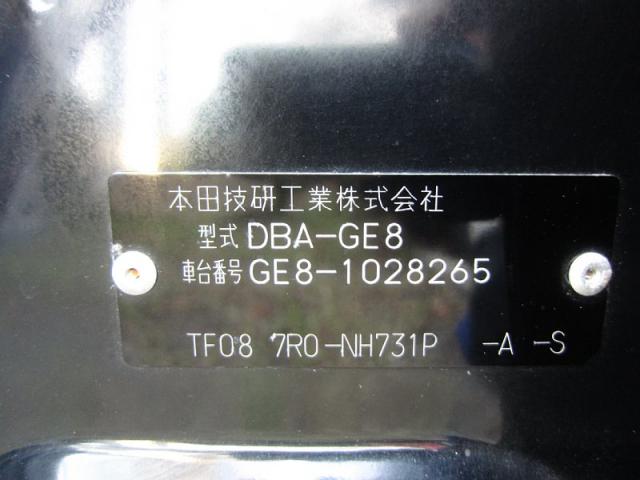 本田技研工業株式会社
型式 DBA-GE8
車台番号 GE8-1028265
TF08 7R0-NH731P -A -S